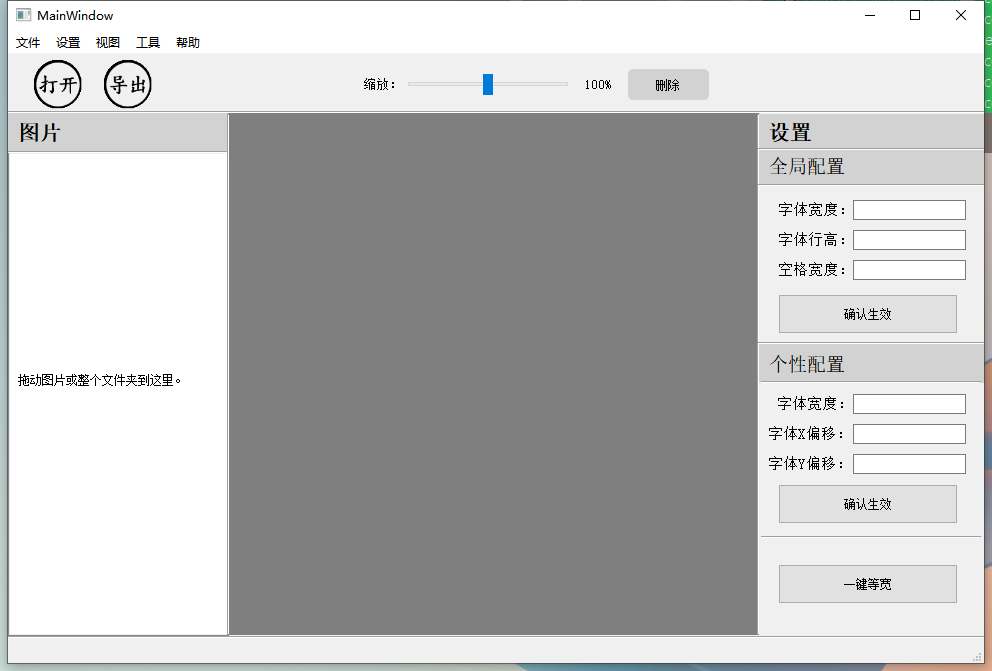 MainWindow
文件 设置 视图 工具 帮助
打开 导出 缩放： 100% 删除
图片
拖动图片或整个文件夹到这里。
设置
全局配置
字体宽度：
字体行高：
空格宽度：
确认生效
个性配置
字体宽度：
字体X偏移：
字体Y偏移：
确认生效
一键等宽